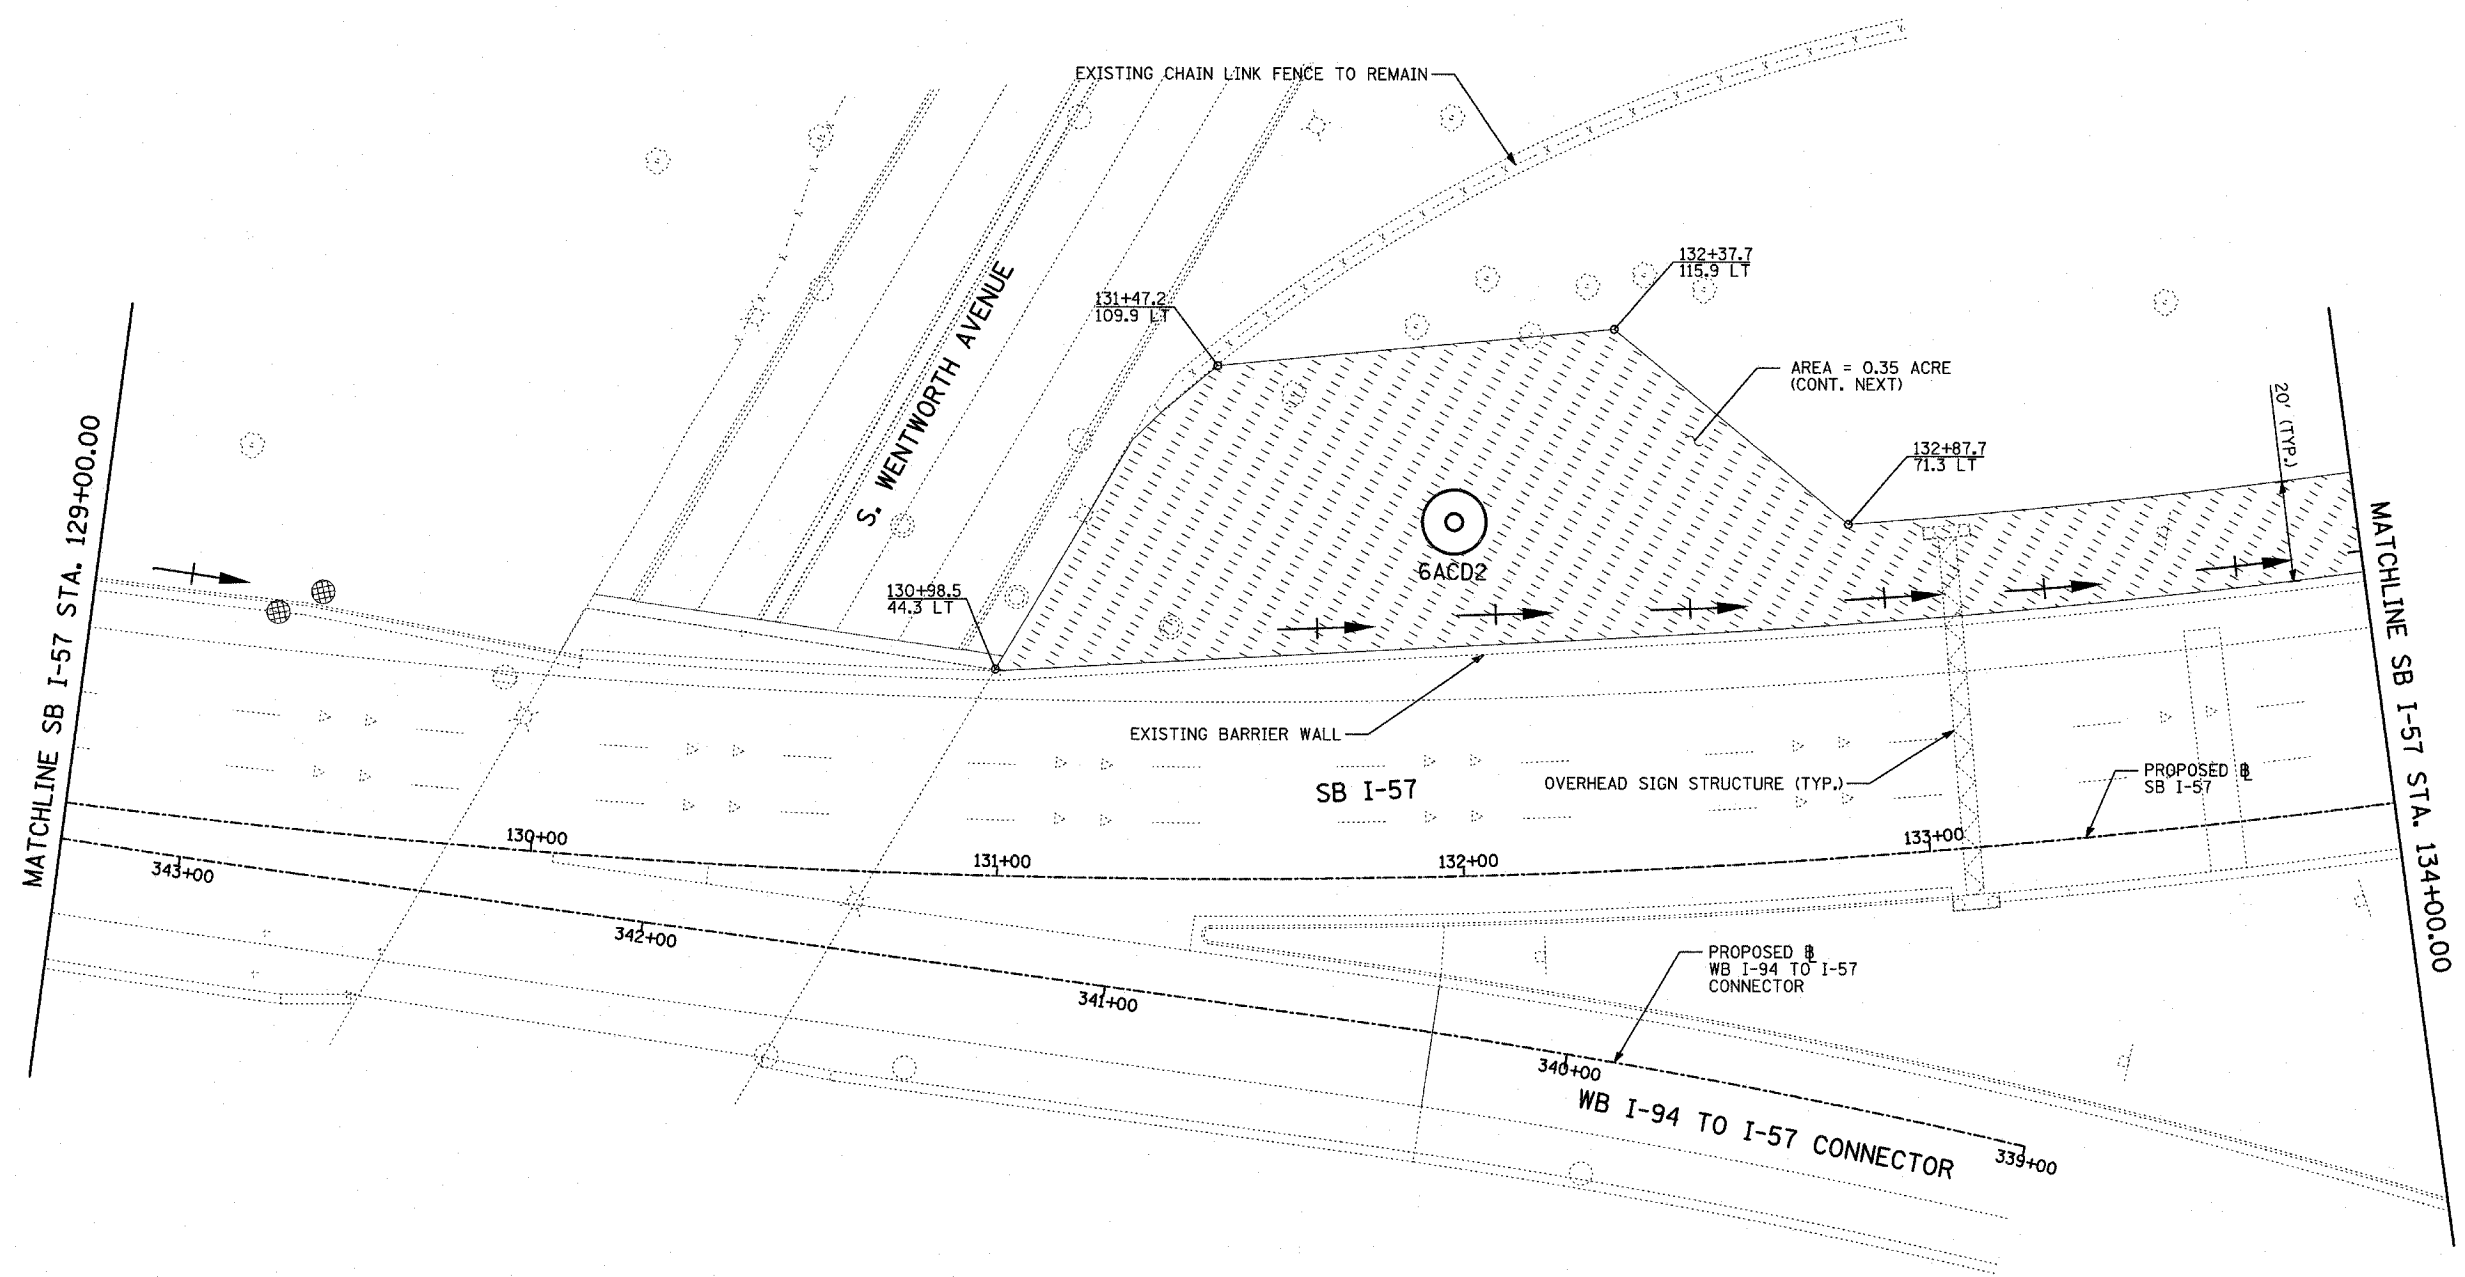 EXISTING CHAIN LINK FENCE TO REMAIN
132+37.7
115.9 LT
131+47.2
109.9 LT
S. WENTWORTH AVENUE
AREA = 0.35 ACRE
(CONT. NEXT)
20' (TYP.)
132+87.7
71.3 LT
MATCHLINE SB I-57 STA. 129+00.00
6ACD2
130+98.5
44.3 LT
MATCHLINE SB I-57 STA. 134+00.00
EXISTING BARRIER WALL
SB I-57
OVERHEAD SIGN STRUCTURE (TYP.)
PROPOSED BL
SB I-57
130+00
131+00
132+00
133+00
343+00
342+00
341+00
340+00
339+00
PROPOSED BL
WB I-94 TO I-57
CONNECTOR
WB I-94 TO I-57 CONNECTOR